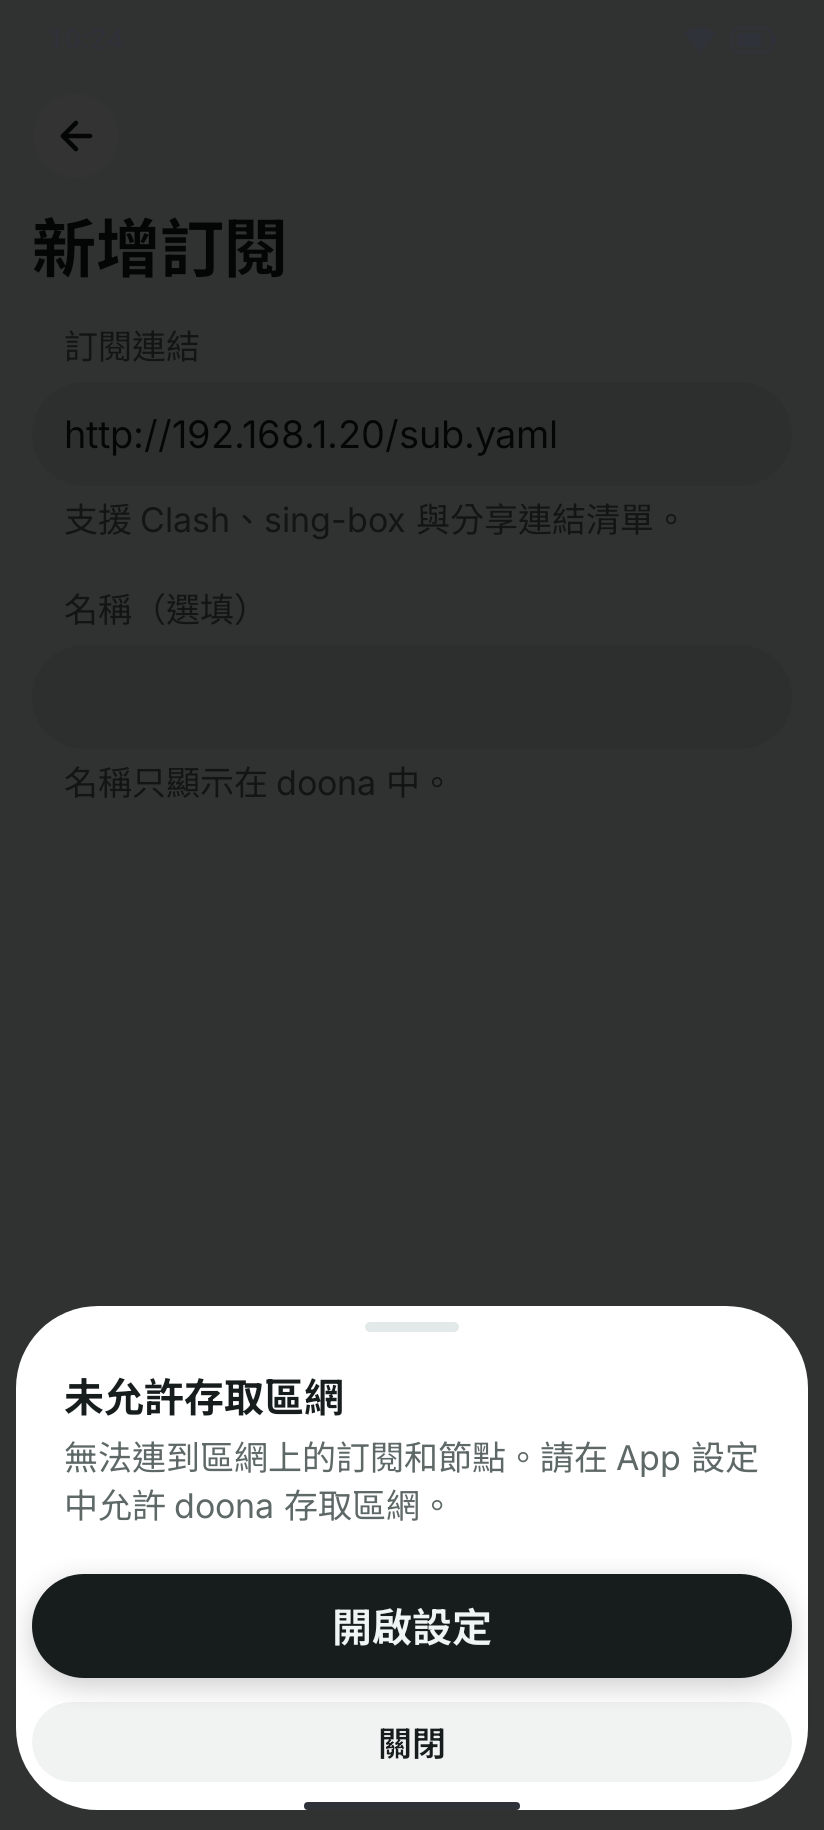 新增訂閱
訂閱連結
http://192.168.1.20/sub.yaml
支援 Clash、sing-box 與分享連結清單。
名稱（選填）
名稱只顯示在 doona 中。
未允許存取區網
無法連到區網上的訂閱和節點。請在 App 設定
中允許 doona 存取區網。
開啟設定
關閉